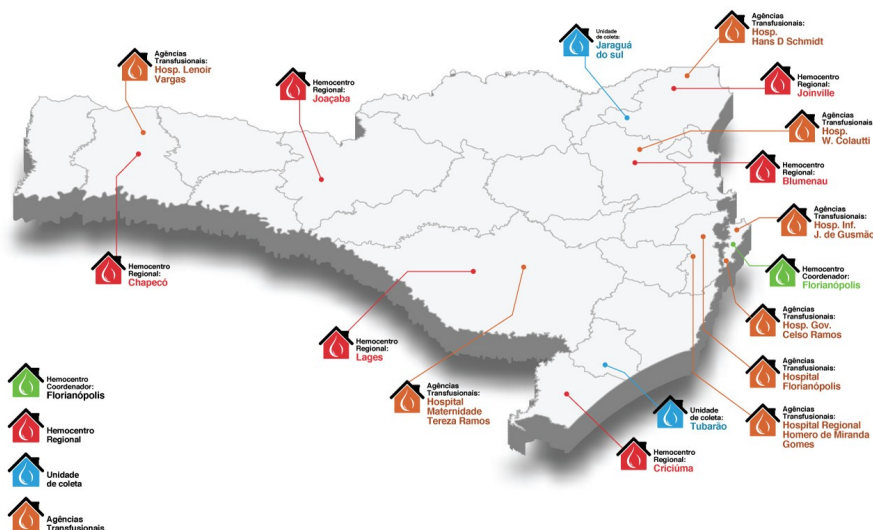 Agências
Transfusionais:
Hosp.
Hans D Schmidt
Unidade
de coleta:
Jaraguá
do sul
Agências
Transfusionais:
Hosp. Lenoir
Vargas
Hemocentro
Regional:
Joaçaba
Hemocentro
Regional:
Joinville
Agências
Transfusionais:
Hosp.
W. Colautti
Hemocentro
Regional:
Blumenau
Agências
Transfusionais:
Hosp. Inf.
J. de Gusmão
Hemocentro
Regional:
Chapecó
Hemocentro
Coordenador:
Florianópolis
Agências
Transfusionais:
Hosp. Gov.
Celso Ramos
Hemocentro
Regional:
Lages
Agências
Transfusionais:
Hospital
Florianópolis
Agências
Transfusionais:
Hospital
Maternidade
Tereza Ramos
Unidade
de coleta:
Tubarão
Agências
Transfusionais:
Hospital Regional
Homero de Miranda
Gomes
Hemocentro
Regional:
Criciúma
Hemocentro
Coordenador:
Florianópolis
Hemocentro
Regional
Unidade
de coleta
Agências
Transfusionais